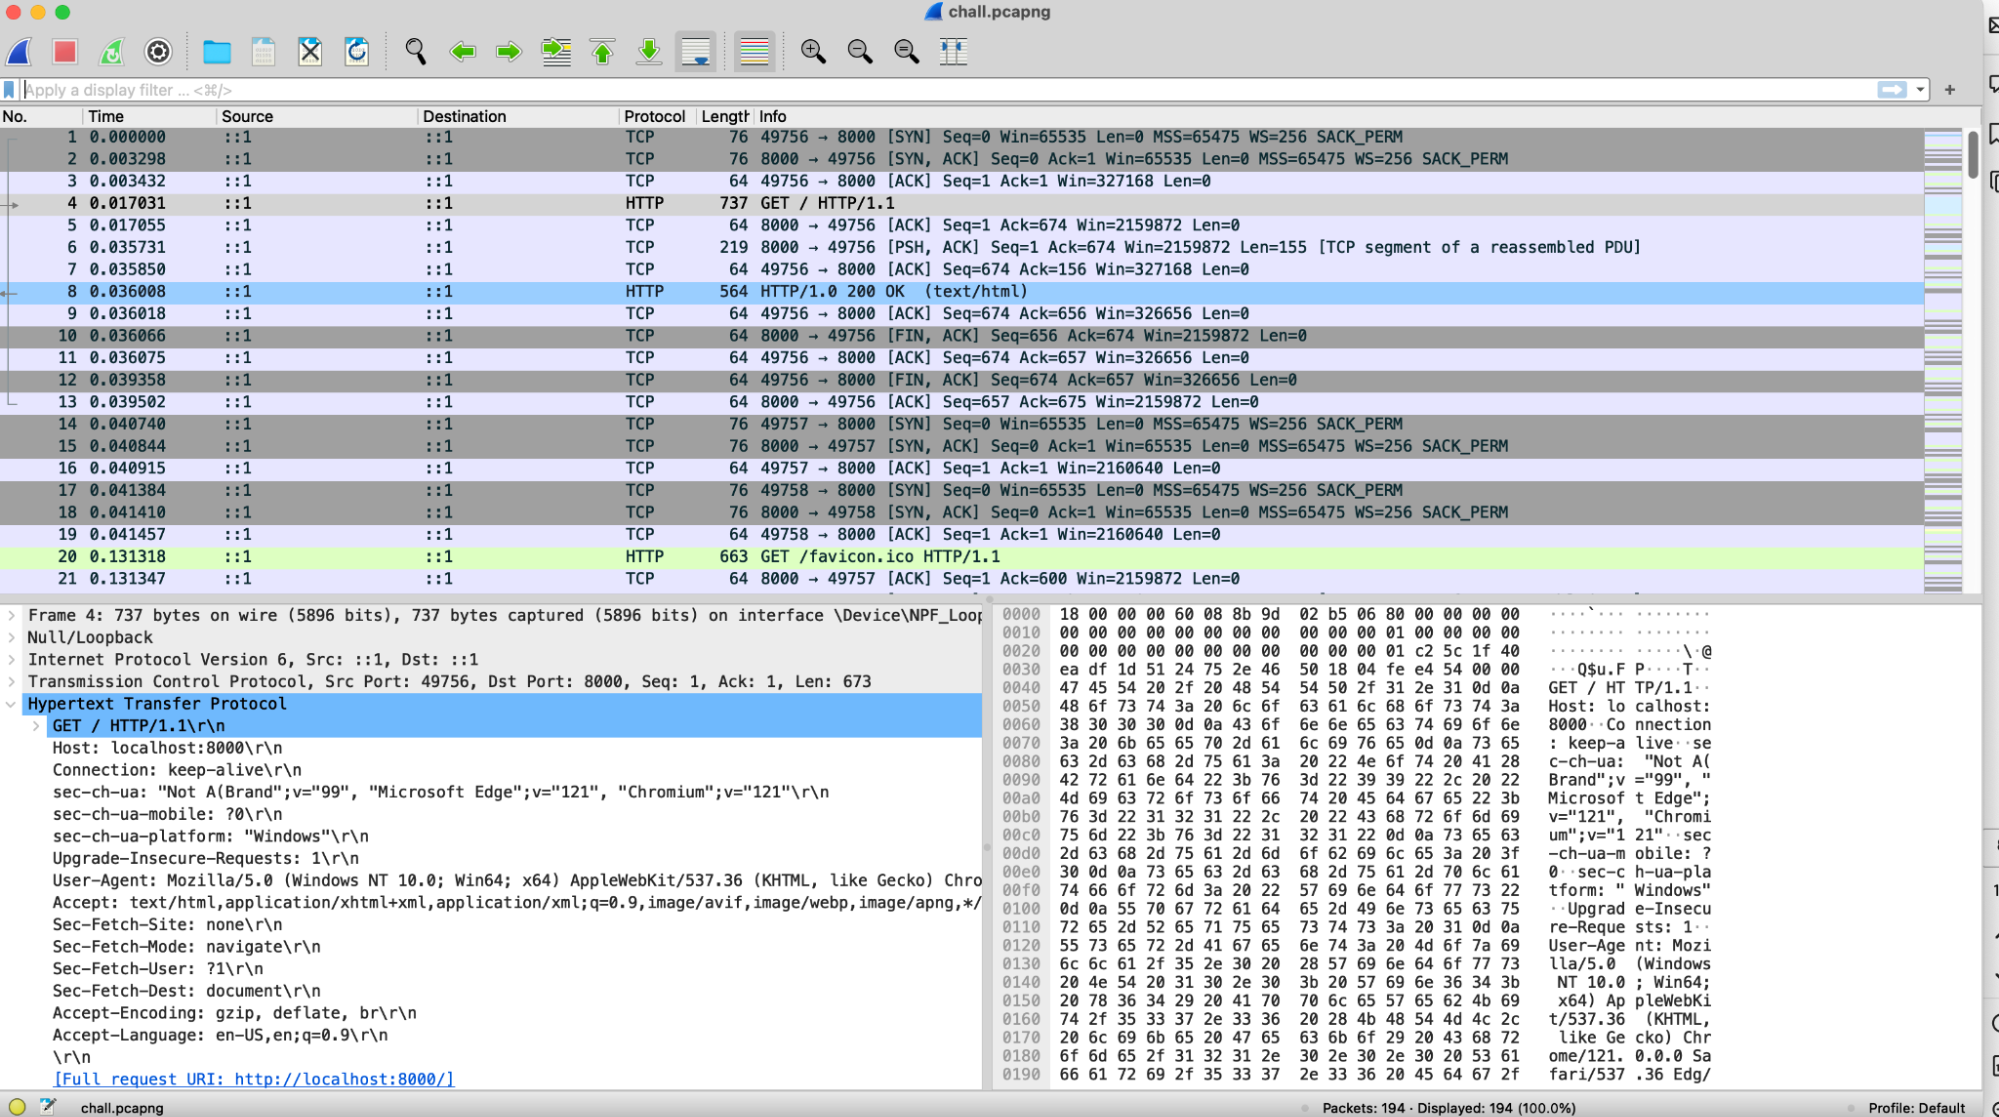 chall.pcapng
Apply a display filter ... <⌘/>
No. Time Source Destination Protocol Length Info
1 0.000000 ::1 ::1 TCP 76 49756 → 8000 [SYN] Seq=0 Win=65535 Len=0 MSS=65475 WS=256 SACK_PERM
2 0.003298 ::1 ::1 TCP 76 8000 → 49756 [SYN, ACK] Seq=0 Ack=1 Win=65535 Len=0 MSS=65475 WS=256 SACK_PERM
3 0.003432 ::1 ::1 TCP 64 49756 → 8000 [ACK] Seq=1 Ack=1 Win=327168 Len=0
4 0.017031 ::1 ::1 HTTP 737 GET / HTTP/1.1
5 0.017055 ::1 ::1 TCP 64 8000 → 49756 [ACK] Seq=1 Ack=674 Win=2159872 Len=0
6 0.035731 ::1 ::1 TCP 219 8000 → 49756 [PSH, ACK] Seq=1 Ack=674 Win=2159872 Len=155 [TCP segment of a reassembled PDU]
7 0.035850 ::1 ::1 TCP 64 49756 → 8000 [ACK] Seq=674 Ack=156 Win=327168 Len=0
8 0.036008 ::1 ::1 HTTP 564 HTTP/1.0 200 OK (text/html)
9 0.036018 ::1 ::1 TCP 64 49756 → 8000 [ACK] Seq=674 Ack=656 Win=326656 Len=0
10 0.036066 ::1 ::1 TCP 64 8000 → 49756 [FIN, ACK] Seq=656 Ack=674 Win=2159872 Len=0
11 0.036075 ::1 ::1 TCP 64 49756 → 8000 [ACK] Seq=674 Ack=657 Win=326656 Len=0
12 0.039358 ::1 ::1 TCP 64 49756 → 8000 [FIN, ACK] Seq=674 Ack=657 Win=326656 Len=0
13 0.039502 ::1 ::1 TCP 64 8000 → 49756 [ACK] Seq=657 Ack=675 Win=2159872 Len=0
14 0.040740 ::1 ::1 TCP 76 49757 → 8000 [SYN] Seq=0 Win=65535 Len=0 MSS=65475 WS=256 SACK_PERM
15 0.040844 ::1 ::1 TCP 76 8000 → 49757 [SYN, ACK] Seq=0 Ack=1 Win=65535 Len=0 MSS=65475 WS=256 SACK_PERM
16 0.040915 ::1 ::1 TCP 64 49757 → 8000 [ACK] Seq=1 Ack=1 Win=2160640 Len=0
17 0.041384 ::1 ::1 TCP 76 49758 → 8000 [SYN] Seq=0 Win=65535 Len=0 MSS=65475 WS=256 SACK_PERM
18 0.041410 ::1 ::1 TCP 76 8000 → 49758 [SYN, ACK] Seq=0 Ack=1 Win=65535 Len=0 MSS=65475 WS=256 SACK_PERM
19 0.041457 ::1 ::1 TCP 64 49758 → 8000 [ACK] Seq=1 Ack=1 Win=2160640 Len=0
20 0.131318 ::1 ::1 HTTP 663 GET /favicon.ico HTTP/1.1
21 0.131347 ::1 ::1 TCP 64 8000 → 49757 [ACK] Seq=1 Ack=600 Win=2159872 Len=0
Frame 4: 737 bytes on wire (5896 bits), 737 bytes captured (5896 bits) on interface \Device\NPF_Loop
Null/Loopback
Internet Protocol Version 6, Src: ::1, Dst: ::1
Transmission Control Protocol, Src Port: 49756, Dst Port: 8000, Seq: 1, Ack: 1, Len: 673
Hypertext Transfer Protocol
GET / HTTP/1.1\r\n
Host: localhost:8000\r\n
Connection: keep-alive\r\n
sec-ch-ua: "Not A(Brand";v="99", "Microsoft Edge";v="121", "Chromium";v="121"\r\n
sec-ch-ua-mobile: ?0\r\n
sec-ch-ua-platform: "Windows"\r\n
Upgrade-Insecure-Requests: 1\r\n
User-Agent: Mozilla/5.0 (Windows NT 10.0; Win64; x64) AppleWebKit/537.36 (KHTML, like Gecko) Chro
Accept: text/html,application/xhtml+xml,application/xml;q=0.9,image/avif,image/webp,image/apng,*/
Sec-Fetch-Site: none\r\n
Sec-Fetch-Mode: navigate\r\n
Sec-Fetch-User: ?1\r\n
Sec-Fetch-Dest: document\r\n
Accept-Encoding: gzip, deflate, br\r\n
Accept-Language: en-US,en;q=0.9\r\n
\r\n
[Full request URI: http://localhost:8000/]
0000 18 00 00 00 60 08 8b 9d 02 b5 06 80 00 00 00 00 ····`··· ········
0010 00 00 00 00 00 00 00 00 00 00 00 01 00 00 00 00 ········ ········
0020 00 00 00 00 00 00 00 00 00 00 00 01 c2 5c 1f 40 ········ ·····\·@
0030 ea df 1d 51 24 75 2e 46 50 18 04 fe e4 54 00 00 ···Q$u.F P····T··
0040 47 45 54 20 2f 20 48 54 54 50 2f 31 2e 31 0d 0a GET / HT TP/1.1··
0050 48 6f 73 74 3a 20 6c 6f 63 61 6c 68 6f 73 74 3a Host: lo calhost:
0060 38 30 30 30 0d 0a 43 6f 6e 6e 65 63 74 69 6f 6e 8000··Co nnection
0070 3a 20 6b 65 65 70 2d 61 6c 69 76 65 0d 0a 73 65 : keep-a live··se
0080 63 2d 63 68 2d 75 61 3a 20 22 4e 6f 74 20 41 28 c-ch-ua: "Not A(
0090 42 72 61 6e 64 22 3b 76 3d 22 39 39 22 2c 20 22 Brand";v ="99", "
00a0 4d 69 63 72 6f 73 6f 66 74 20 45 64 67 65 22 3b Microsof t Edge";
00b0 76 3d 22 31 32 31 22 2c 20 22 43 68 72 6f 6d 69 v="121", "Chromi
00c0 75 6d 22 3b 76 3d 22 31 32 31 22 0d 0a 73 65 63 um";v="1 21"··sec
00d0 2d 63 68 2d 75 61 2d 6d 6f 62 69 6c 65 3a 20 3f -ch-ua-m obile: ?
00e0 30 0d 0a 73 65 63 2d 63 68 2d 75 61 2d 70 6c 61 0··sec-c h-ua-pla
00f0 74 66 6f 72 6d 3a 20 22 57 69 6e 64 6f 77 73 22 tform: " Windows"
0100 0d 0a 55 70 67 72 61 64 65 2d 49 6e 73 65 63 75 ··Upgrad e-Insecu
0110 72 65 2d 52 65 71 75 65 73 74 73 3a 20 31 0d 0a re-Reque sts: 1··
0120 55 73 65 72 2d 41 67 65 6e 74 3a 20 4d 6f 7a 69 User-Age nt: Mozi
0130 6c 6c 61 2f 35 2e 30 20 28 57 69 6e 64 6f 77 73 lla/5.0 (Windows
0140 20 4e 54 20 31 30 2e 30 3b 20 57 69 6e 36 34 3b NT 10.0 ; Win64;
0150 20 78 36 34 29 20 41 70 70 6c 65 57 65 62 4b 69 x64) Ap pleWebKi
0160 74 2f 35 33 37 2e 33 36 20 28 4b 48 54 4d 4c 2c t/537.36 (KHTML,
0170 20 6c 69 6b 65 20 47 65 63 6b 6f 29 20 43 68 72 like Ge cko) Chr
0180 6f 6d 65 2f 31 32 31 2e 30 2e 30 2e 30 20 53 61 ome/121. 0.0.0 Sa
0190 66 61 72 69 2f 35 33 37 2e 33 36 20 45 64 67 2f fari/537 .36 Edg/
chall.pcapng
Packets: 194 · Displayed: 194 (100.0%)
Profile: Default